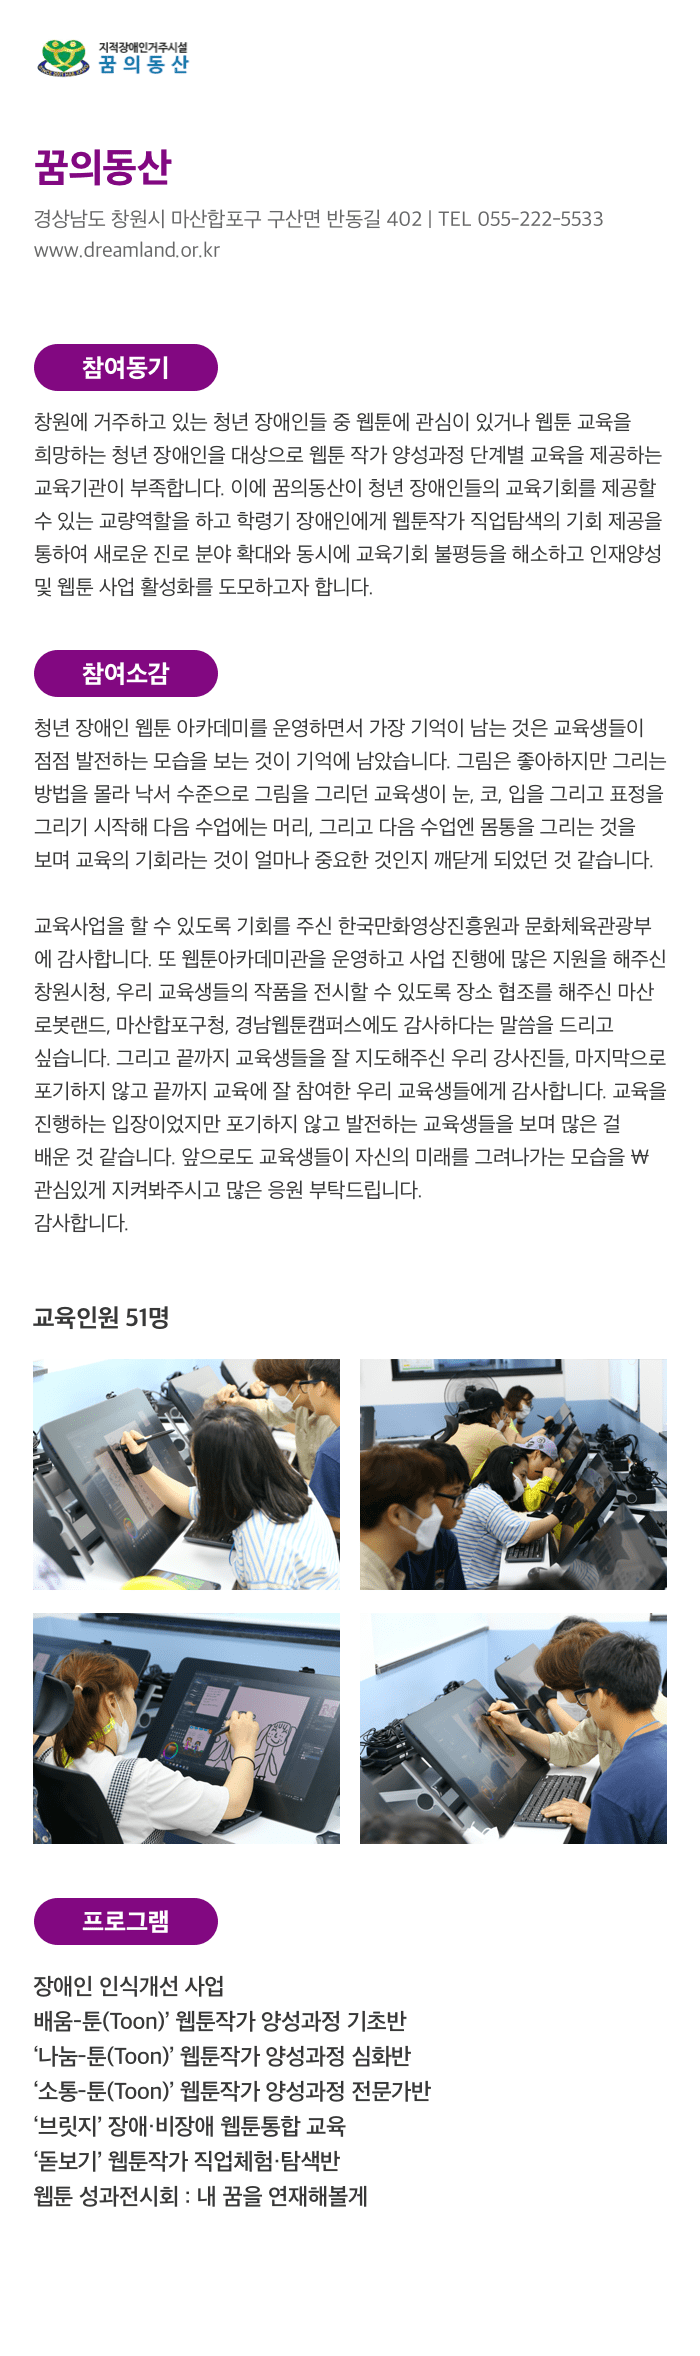 지적장애인거주시설
꿈의동산
꿈의동산
경상남도 창원시 마산합포구 구산면 반동길 402 | TEL 055-222-5533
www.dreamland.or.kr
참여동기
창원에 거주하고 있는 청년 장애인들 중 웹툰에 관심이 있거나 웹툰 교육을
희망하는 청년 장애인을 대상으로 웹툰 작가 양성과정 단계별 교육을 제공하는
교육기관이 부족합니다. 이에 꿈의동산이 청년 장애인들의 교육기회를 제공할
수 있는 교량역할을 하고 학령기 장애인에게 웹툰작가 직업탐색의 기회 제공을
통하여 새로운 진로 분야 확대와 동시에 교육기회 불평등을 해소하고 인재양성
및 웹툰 사업 활성화를 도모하고자 합니다.
참여소감
청년 장애인 웹툰 아카데미를 운영하면서 가장 기억이 남는 것은 교육생들이
점점 발전하는 모습을 보는 것이 기억에 남았습니다. 그림은 좋아하지만 그리는
방법을 몰라 낙서 수준으로 그림을 그리던 교육생이 눈, 코, 입을 그리고 표정을
그리기 시작해 다음 수업에는 머리, 그리고 다음 수업엔 몸통을 그리는 것을
보며 교육의 기회라는 것이 얼마나 중요한 것인지 깨닫게 되었던 것 같습니다.
교육사업을 할 수 있도록 기회를 주신 한국만화영상진흥원과 문화체육관광부
에 감사합니다. 또 웹툰아카데미관을 운영하고 사업 진행에 많은 지원을 해주신
창원시청, 우리 교육생들의 작품을 전시할 수 있도록 장소 협조를 해주신 마산
로봇랜드, 마산합포구청, 경남웹툰캠퍼스에도 감사하다는 말씀을 드리고
싶습니다. 그리고 끝까지 교육생들을 잘 지도해주신 우리 강사진들, 마지막으로
포기하지 않고 끝까지 교육에 잘 참여한 우리 교육생들에게 감사합니다. 교육을
진행하는 입장이었지만 포기하지 않고 발전하는 교육생들을 보며 많은 걸
배운 것 같습니다. 앞으로도 교육생들이 자신의 미래를 그려나가는 모습을 ₩
관심있게 지켜봐주시고 많은 응원 부탁드립니다.
감사합니다.
교육인원 51명
프로그램
장애인 인식개선 사업
배움-툰(Toon)’ 웹툰작가 양성과정 기초반
‘나눔-툰(Toon)’ 웹툰작가 양성과정 심화반
‘소통-툰(Toon)’ 웹툰작가 양성과정 전문가반
‘브릿지’ 장애·비장애 웹툰통합 교육
‘돋보기’ 웹툰작가 직업체험·탐색반
웹툰 성과전시회 : 내 꿈을 연재해볼게